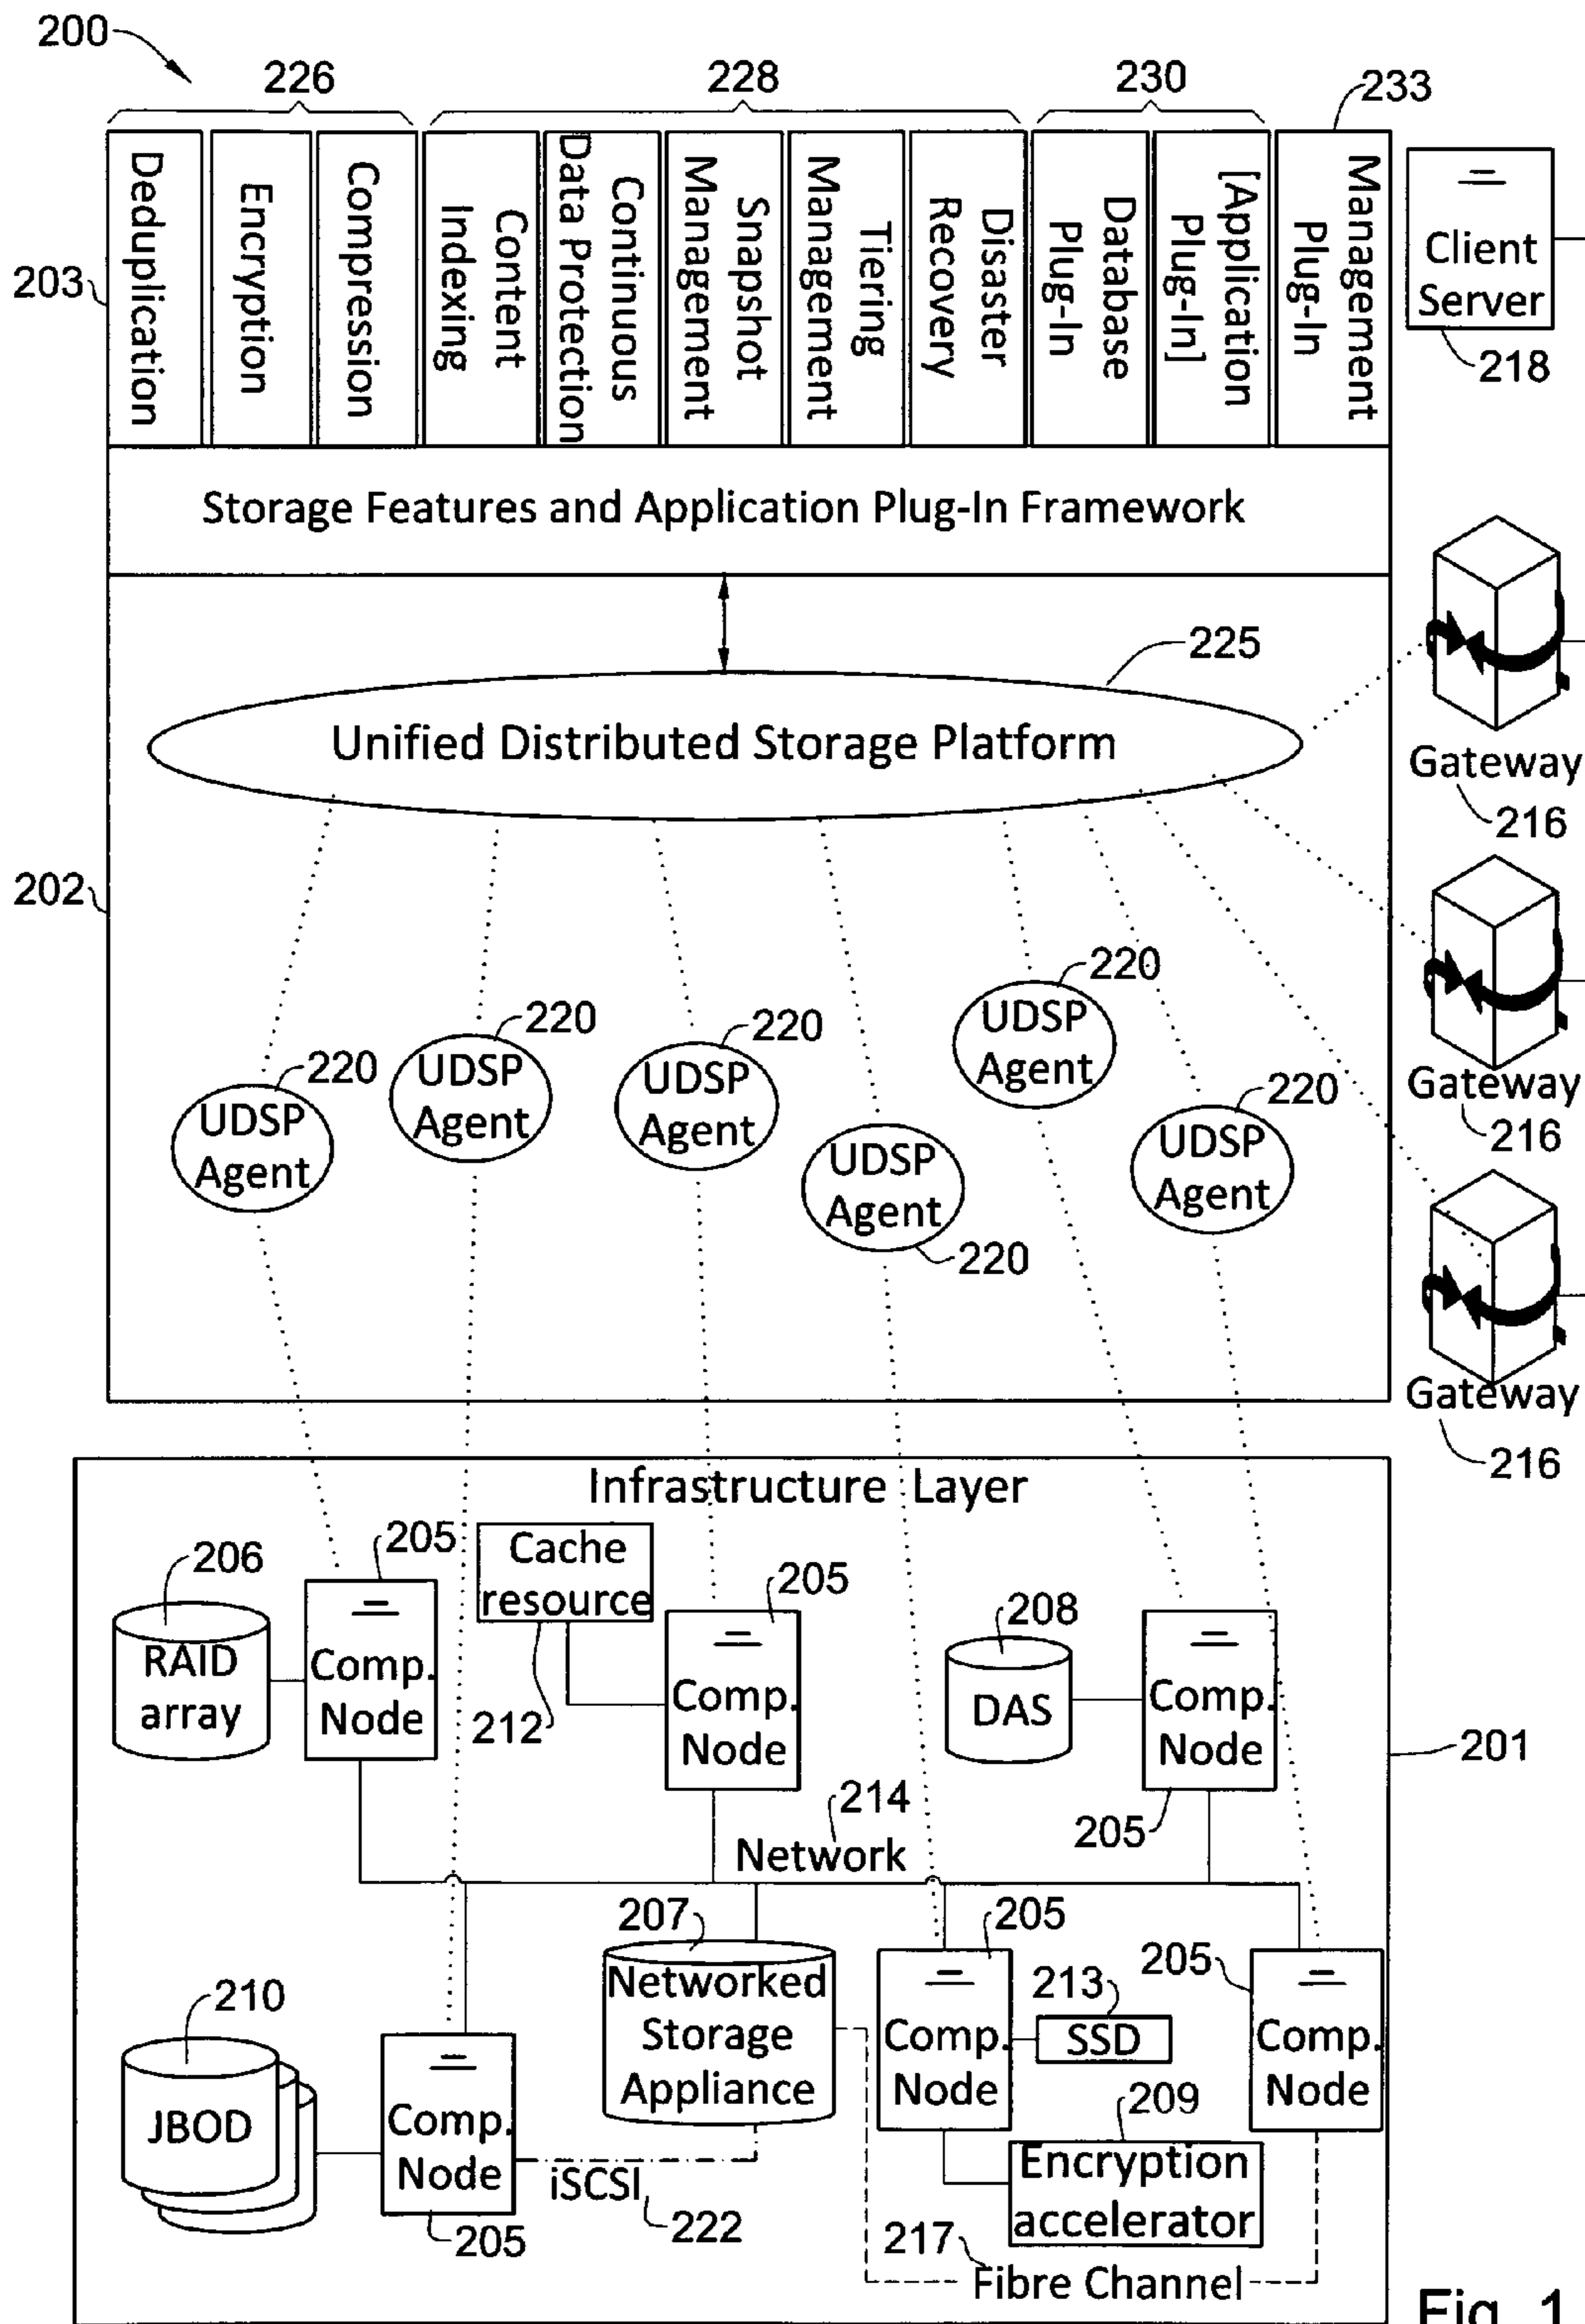 200
226
228
230
233
Deduplication
Encryption
Compression
Content
Indexing
Continuous
Data Protection
Snapshot
Management
Tiering
Management
Disaster
Recovery
Database
Plug-In
[Application
Plug-In]
Management
Plug-In
203
Client
Server
218
Storage Features and Application Plug-In Framework
225
Unified Distributed Storage Platform
Gateway
216
202
Gateway
216
220
UDSP
Agent
220
UDSP
Agent
220
UDSP
Agent
UDSP
Agent
220
220
UDSP
Agent
220
UDSP
Agent
Gateway
216
Infrastructure Layer
206
RAID
array
205
Comp.
Node
Cache
resource
212
205
Comp.
Node
208
DAS
Comp.
Node
205
201
214
Network
210
JBOD
Comp.
Node
205
iSCSI
222
207
Networked
Storage
Appliance
205
Comp.
Node
213
SSD
209
Encryption
accelerator
205
Comp.
Node
217
Fibre Channel
Fig. 1